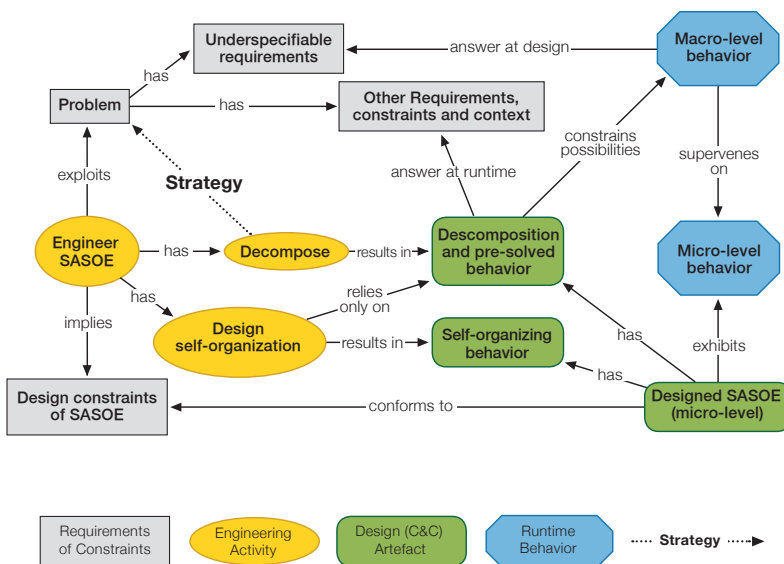 Underspecifiable
requirements
answer at design
Macro-level
behavior
has
Problem
has
Other Requirements,
constraints and context
constrains
possibilities
supervenes
on
exploits
Strategy
answer at runtime
Engineer
SASOE
has
Decompose
results in
Descomposition
and pre-solved
behavior
Micro-level
behavior
has
relies
only on
implies
Design
self-organization
results in
Self-organizing
behavior
has
exhibits
has
Design constraints
of SASOE
conforms to
Designed SASOE
(micro-level)
Requirements
of Constraints
Engineering
Activity
Design (C&C)
Artefact
Runtime
Behavior
Strategy